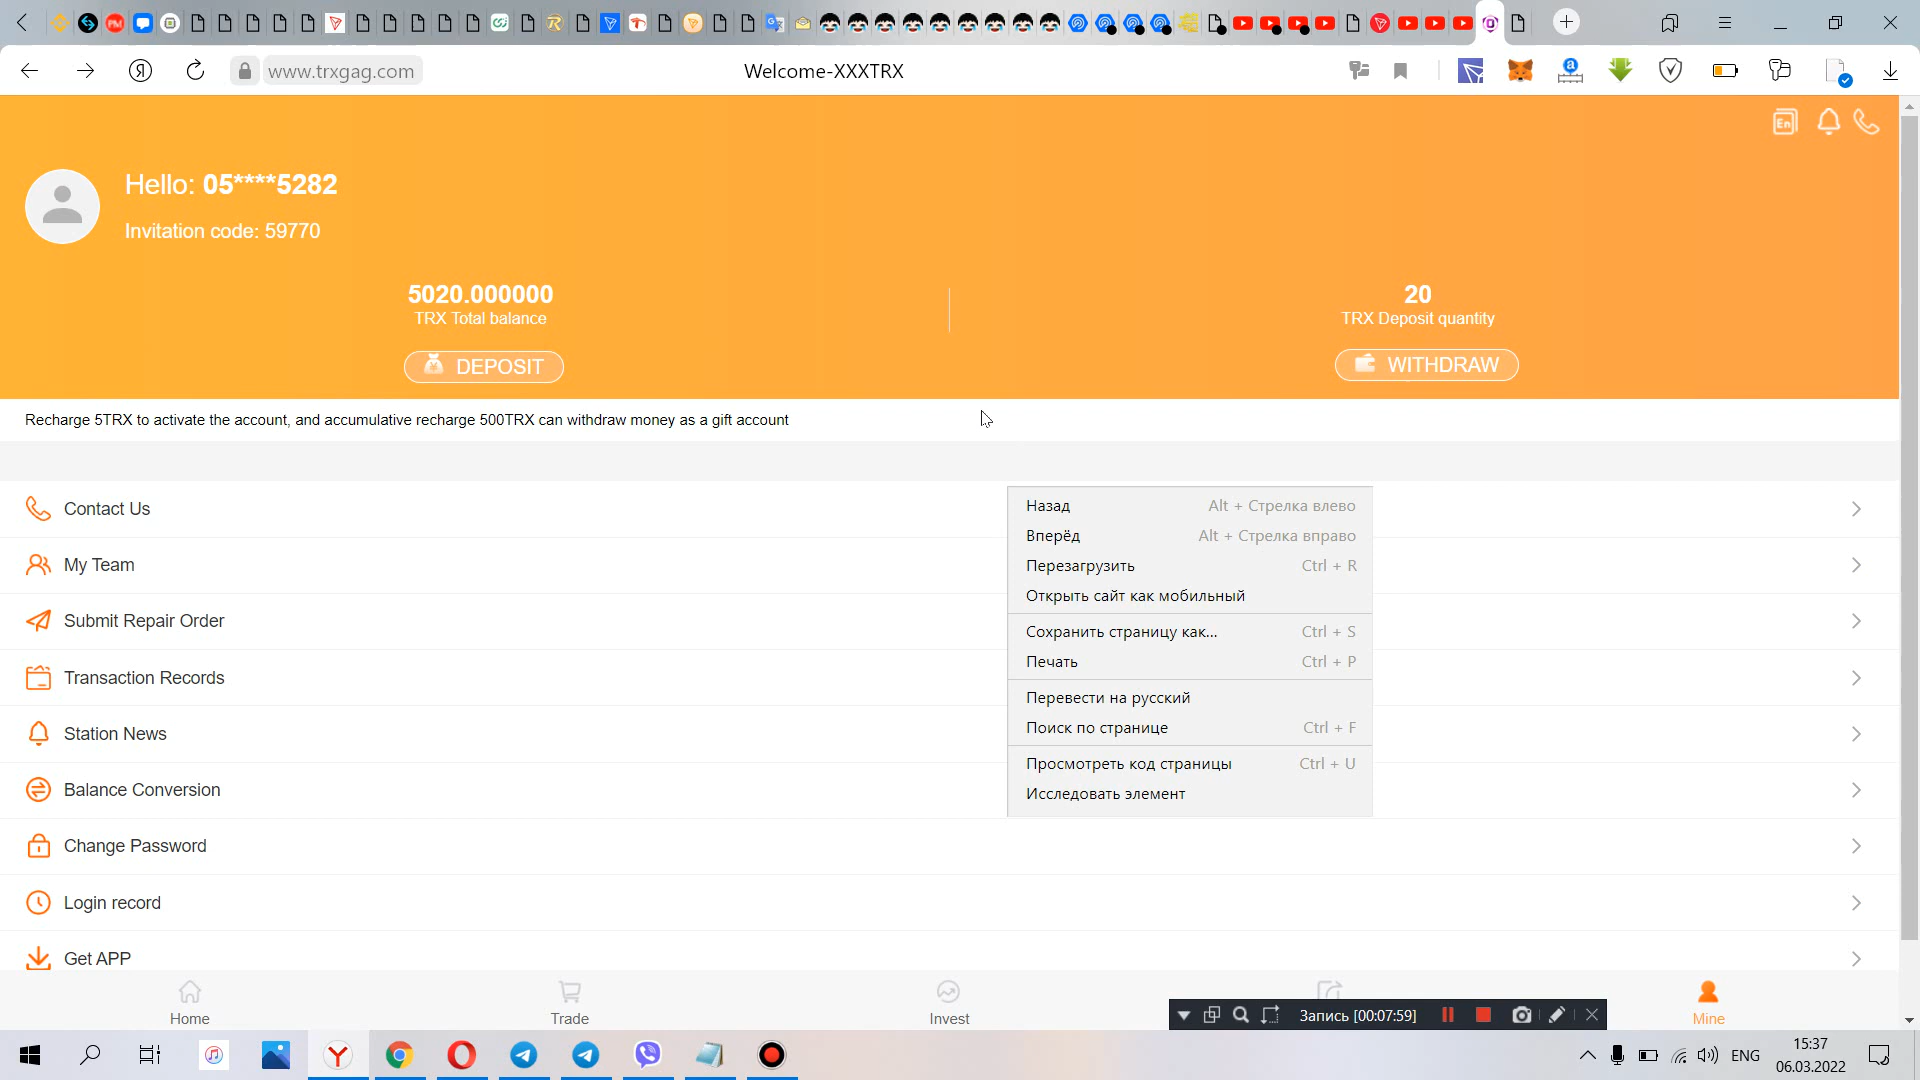 www.trxgag.com
Welcome-XXXTRX
En
Hello: 05****5282
Invitation code: 59770
5020.000000
TRX Total balance
DEPOSIT
20
TRX Deposit quantity
WITHDRAW
Recharge 5TRX to activate the account, and accumulative recharge 500TRX can withdraw money as a gift account
Contact Us
My Team
Submit Repair Order
Transaction Records
Station News
Balance Conversion
Change Password
Login record
Get APP
Назад Alt + Стрелка влево
Вперёд Alt + Стрелка вправо
Перезагрузить Ctrl + R
Открыть сайт как мобильный
Сохранить страницу как... Ctrl + S
Печать Ctrl + P
Перевести на русский
Поиск по странице Ctrl + F
Просмотреть код страницы Ctrl + U
Исследовать элемент
Home
Trade
Invest
Mine
Запись [00:07:59]
ENG
15:37
06.03.2022